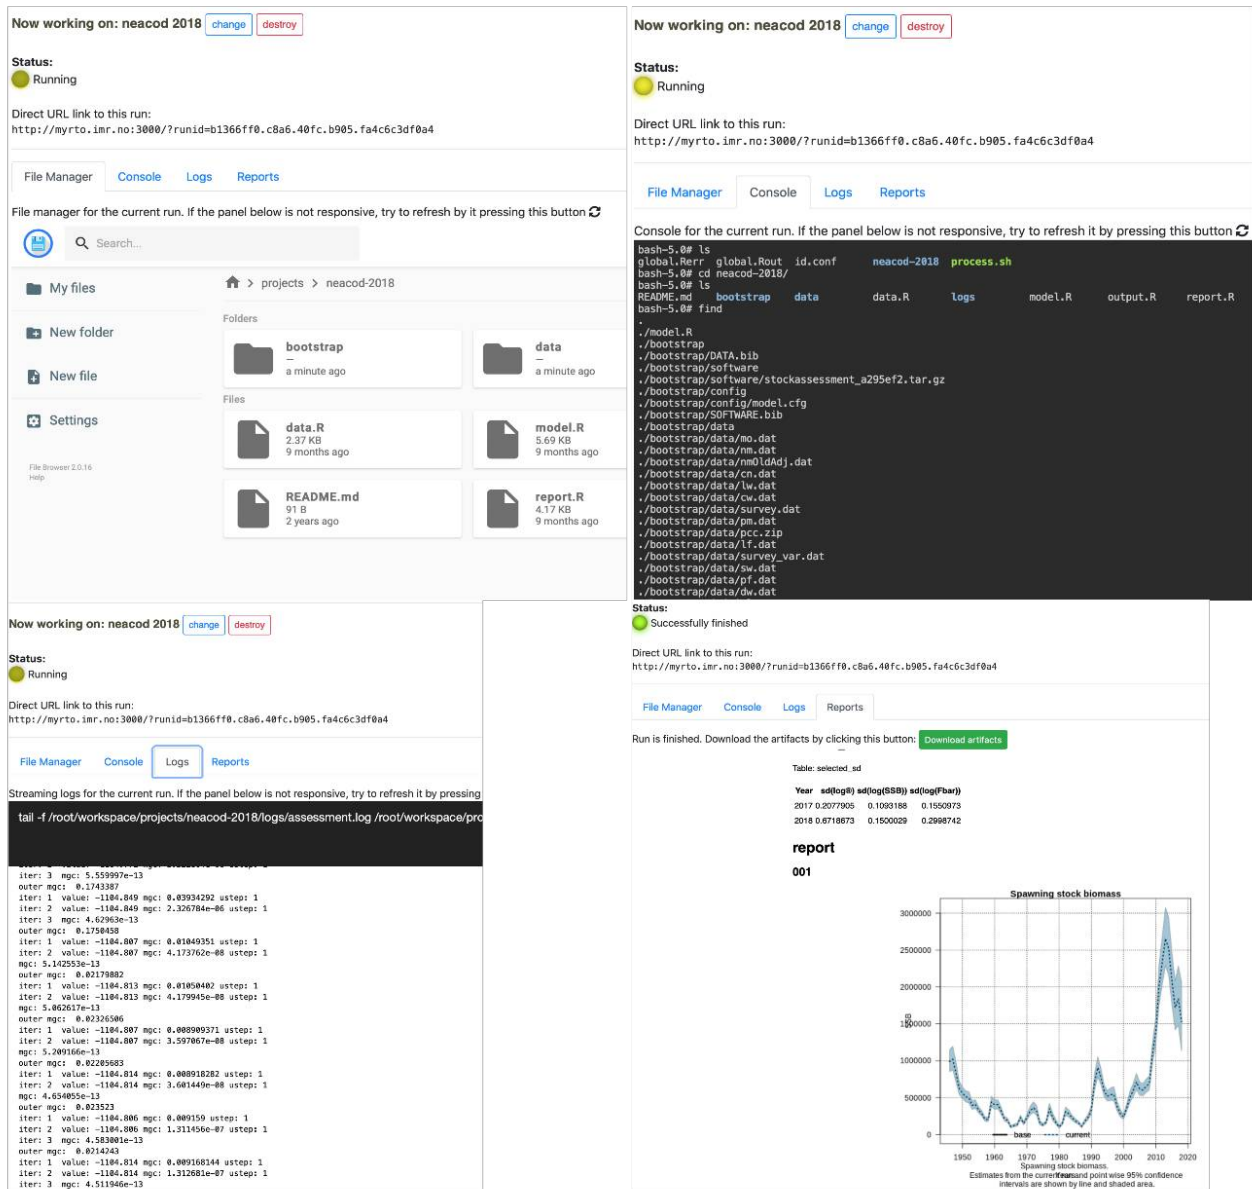 Now working on: neacod 2018 change destroy
Status:
Running
Direct URL link to this run:
http://myrto.imr.no:3000/?runid=b1366ff0.c8a6.40fc.b905.fa4c6c3df0a4
File Manager Console Logs Reports
File manager for the current run. If the panel below is not responsive, try to refresh by it pressing this button
Search...
My files
New folder
New file
Settings
File Browser 2.0.16
Help
> projects > neacod-2018
Folders
bootstrap
—
a minute ago
data
—
a minute ago
Files
data.R
2.37 KB
9 months ago
model.R
5.69 KB
9 months ago
README.md
91 B
2 years ago
report.R
4.17 KB
9 months ago
Now working on: neacod 2018 change destroy
Status:
Running
Direct URL link to this run:
http://myrto.imr.no:3000/?runid=b1366ff0.c8a6.40fc.b905.fa4c6c3df0a4
File Manager Console Logs Reports
Console for the current run. If the panel below is not responsive, try to refresh it by pressing this button
bash-5.0# ls
global.Rerr global.Rout id.conf neacod-2018 process.sh
bash-5.0# cd neacod-2018/
bash-5.0# ls
README.md bootstrap data data.R logs model.R output.R report.R
bash-5.0# find
.
./model.R
./bootstrap
./bootstrap/DATA.bib
./bootstrap/software
./bootstrap/software/stockassessment_a295ef2.tar.gz
./bootstrap/config
./bootstrap/config/model.cfg
./bootstrap/SOFTWARE.bib
./bootstrap/data
./bootstrap/data/mo.dat
./bootstrap/data/nm.dat
./bootstrap/data/nmOldAdj.dat
./bootstrap/data/cn.dat
./bootstrap/data/lw.dat
./bootstrap/data/cw.dat
./bootstrap/data/survey.dat
./bootstrap/data/pm.dat
./bootstrap/data/pcc.zip
./bootstrap/data/lf.dat
./bootstrap/data/survey_var.dat
./bootstrap/data/sw.dat
./bootstrap/data/pf.dat
./bootstrap/data/dw.dat
Now working on: neacod 2018 change destroy
Status:
Running
Direct URL link to this run:
http://myrto.imr.no:3000/?runid=b1366ff0.c8a6.40fc.b905.fa4c6c3df0a4
File Manager Console Logs Reports
Streaming logs for the current run. If the panel below is not responsive, try to refresh it by pressing
tail -f /root/workspace/projects/neacod-2018/logs/assessment.log /root/workspace/pro
iter: 3 mgc: 5.559997e-13
outer mgc: 0.1743387
iter: 1 value: -1104.849 mgc: 0.03934292 ustep: 1
iter: 2 value: -1104.849 mgc: 2.326784e-06 ustep: 1
iter: 3 mgc: 4.62963e-13
outer mgc: 0.1750458
iter: 1 value: -1104.807 mgc: 0.01049351 ustep: 1
iter: 2 value: -1104.807 mgc: 4.173762e-08 ustep: 1
mgc: 5.142553e-13
outer mgc: 0.02179882
iter: 1 value: -1104.813 mgc: 0.01050402 ustep: 1
iter: 2 value: -1104.813 mgc: 4.179945e-08 ustep: 1
mgc: 5.062617e-13
outer mgc: 0.02326506
iter: 1 value: -1104.807 mgc: 0.008909371 ustep: 1
iter: 2 value: -1104.807 mgc: 3.597067e-08 ustep: 1
mgc: 5.209166e-13
outer mgc: 0.02205683
iter: 1 value: -1104.814 mgc: 0.008918282 ustep: 1
iter: 2 value: -1104.814 mgc: 3.601449e-08 ustep: 1
mgc: 4.654055e-13
outer mgc: 0.023523
iter: 1 value: -1104.806 mgc: 0.009159 ustep: 1
iter: 2 value: -1104.806 mgc: 1.311456e-07 ustep: 1
iter: 3 mgc: 4.583001e-13
outer mgc: 0.0214243
iter: 1 value: -1104.814 mgc: 0.009168144 ustep: 1
iter: 2 value: -1104.814 mgc: 1.312681e-07 ustep: 1
iter: 3 mgc: 4.511946e-13
Status:
Successfully finished
Direct URL link to this run:
http://myrto.imr.no:3000/?runid=b1366ff0.c8a6.40fc.b905.fa4c6c3df0a4
File Manager Console Logs Reports
Run is finished. Download the artifacts by clicking this button: Download artifacts
Table: selected_sd
Year sd(log®) sd(log(SSB)) sd(log(Fbar))
2017 0.2077905 0.1093188 0.1550973
2018 0.6718673 0.1500029 0.2998742
report
001
Spawning stock biomass
3000000
2500000
2000000
1500000
SSB
1000000
500000
0
base current
1950 1960 1970 1980 1990 2000 2010 2020
Years
Spawning stock biomass.
Estimates from the current run and point wise 95% confidence
intervals are shown by line and shaded area.